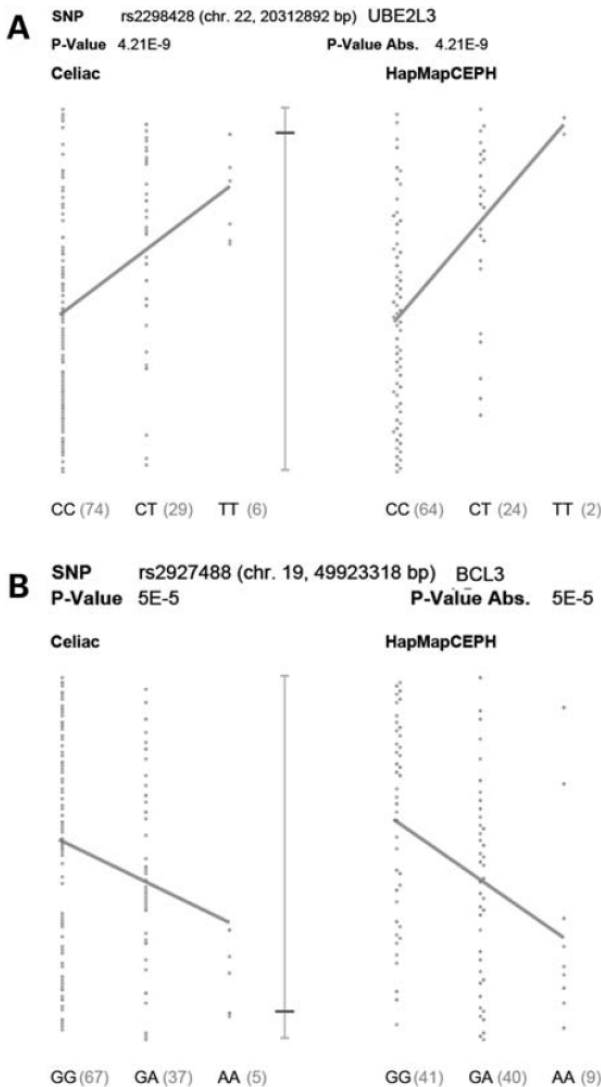 A
SNP rs2298428 (chr. 22, 20312892 bp) UBE2L3
P-Value 4.21E-9 P-Value Abs. 4.21E-9
Celiac HapMapCEPH
CC (74) CT (29) TT (6) CC (64) CT (24) TT (2)
B
SNP rs2927488 (chr. 19, 49923318 bp) BCL3
P-Value 5E-5 P-Value Abs. 5E-5
Celiac HapMapCEPH
GG (67) GA (37) AA (5) GG (41) GA (40) AA (9)